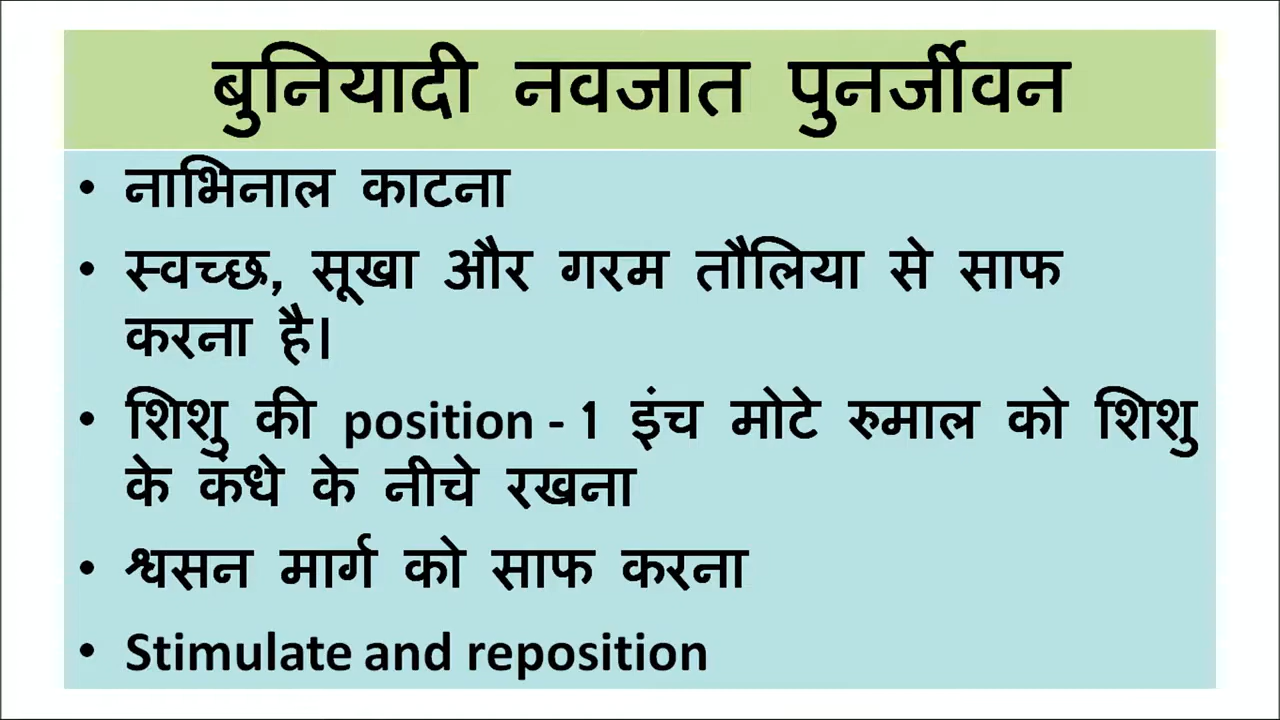 बुनियादी नवजात पुनर्जीवन
• नाभिनाल काटना
• स्वच्छ, सूखा और गरम तौलिया से साफ
करना है।
• शिशु की position - 1 इंच मोटे रुमाल को शिशु
के कंधे के नीचे रखना
• श्वसन मार्ग को साफ करना
• Stimulate and reposition